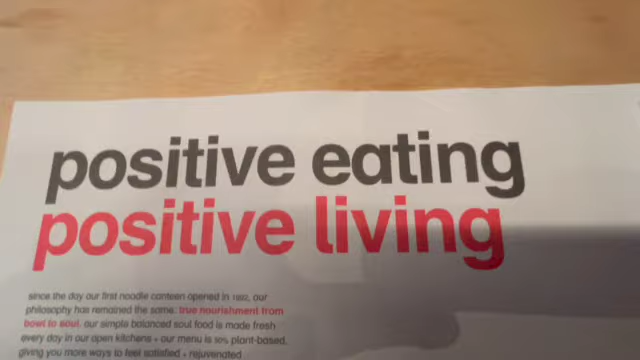 positive eating
positive living
since the day our first noodle canteen opened in 1992, our
philosophy has remained the same: true nourishment from
bowl to soul. our simple balanced soul food is made fresh
every day in our open kitchens + our menu is 50% plant-based,
giving you more ways to feel satisfied + rejuvenated